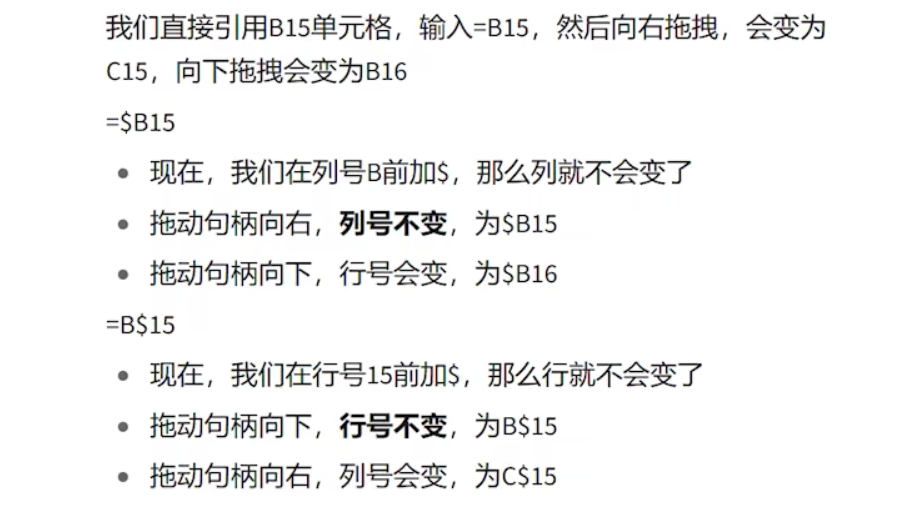 我们直接引用B15单元格，输入=B15，然后向右拖拽，会变为
C15，向下拖拽会变为B16
=$B15
• 现在，我们在列号B前加$，那么列就不会变了
• 拖动句柄向右，列号不变，为$B15
• 拖动句柄向下，行号会变，为$B16
=B$15
• 现在，我们在行号15前加$，那么行就不会变了
• 拖动句柄向下，行号不变，为B$15
• 拖动句柄向右，列号会变，为C$15